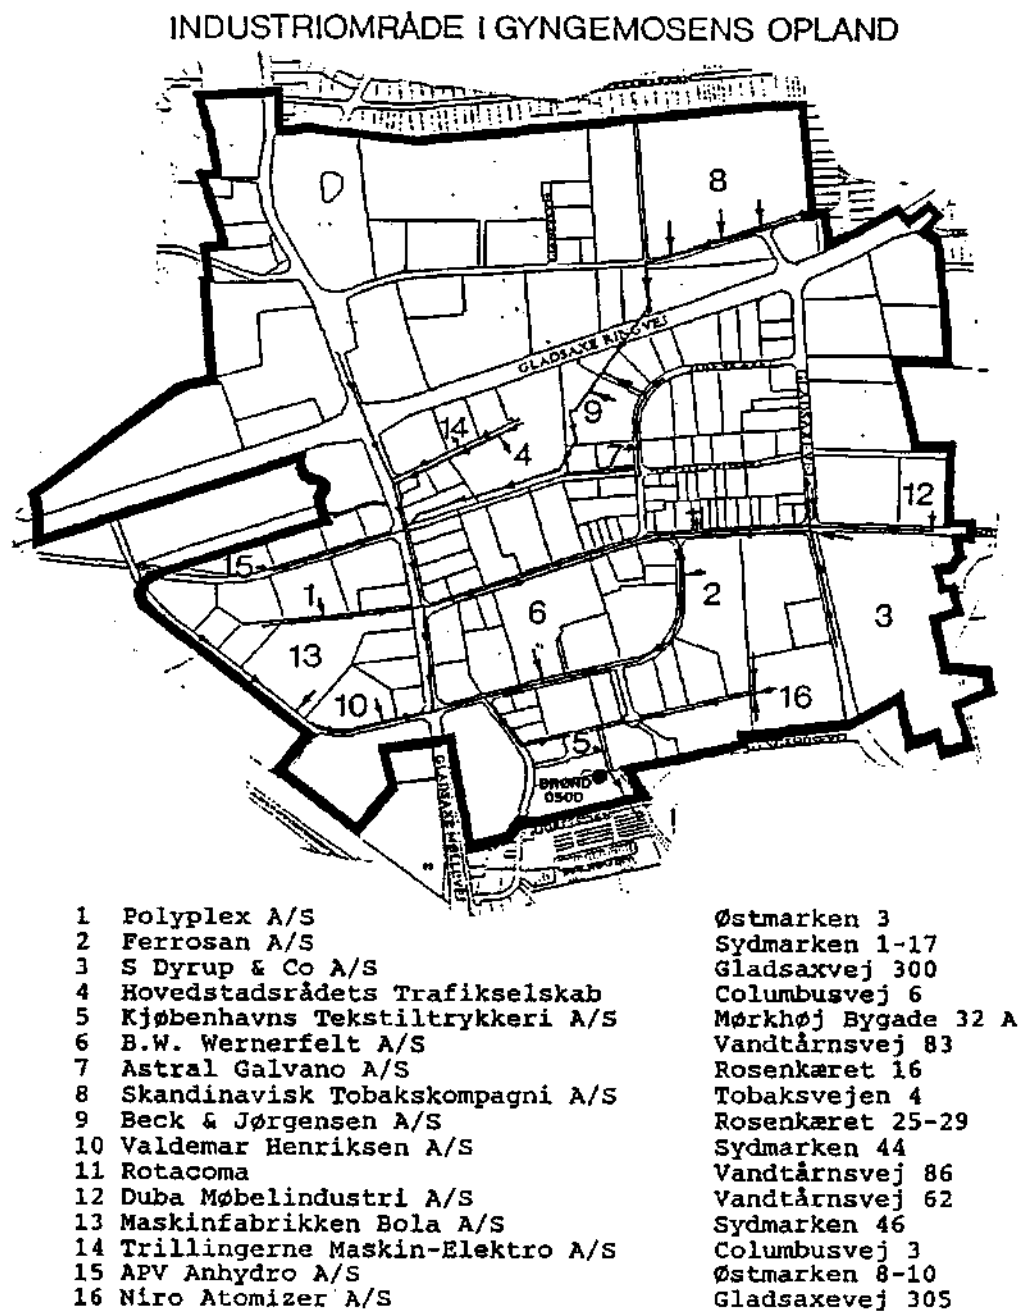 INDUSTRIOMRÅDE I GYNGEMOSENS OPLAND
8
GLADSAXE RINGVEJ
9
14
4
7
12
15
1
2
6
3
13
10
16
5
BRØND
0500
GLADSAXE MØLLEVEJ
1 Polyplex A/S Østmarken 3
2 Ferrosan A/S Sydmarken 1-17
3 S Dyrup & Co A/S Gladsaxvej 300
4 Hovedstadsrådets Trafikselskab Columbusvej 6
5 Kjøbenhavns Tekstiltrykkeri A/S Mørkhøj Bygade 32 A
6 B.W. Wernerfelt A/S Vandtårnsvej 83
7 Astral Galvano A/S Rosenkæret 16
8 Skandinavisk Tobakskompagni A/S Tobaksvejen 4
9 Beck & Jørgensen A/S Rosenkæret 25-29
10 Valdemar Henriksen A/S Sydmarken 44
11 Rotacoma Vandtårnsvej 86
12 Duba Møbelindustri A/S Vandtårnsvej 62
13 Maskinfabrikken Bola A/S Sydmarken 46
14 Trillingerne Maskin-Elektro A/S Columbusvej 3
15 APV Anhydro A/S Østmarken 8-10
16 Niro Atomizer A/S Gladsaxevej 305